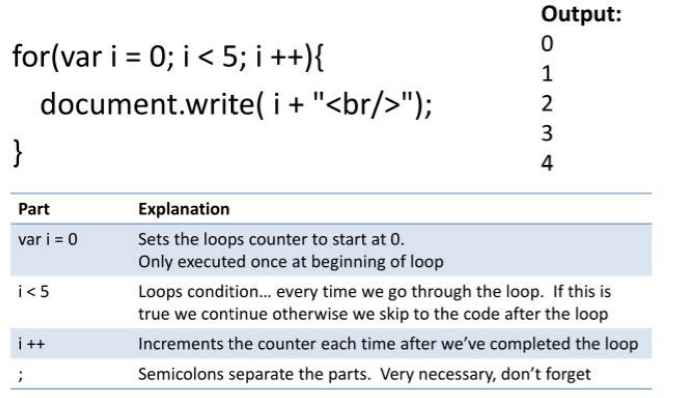 for(var i = 0; i < 5; i ++){
document.write( i + "<br/>");
}
Output:
0
1
2
3
4
Part Explanation
var i = 0 Sets the loops counter to start at 0.
Only executed once at beginning of loop
i < 5 Loops condition... every time we go through the loop. If this is
true we continue otherwise we skip to the code after the loop
i ++ Increments the counter each time after we've completed the loop
; Semicolons separate the parts. Very necessary, don't forget